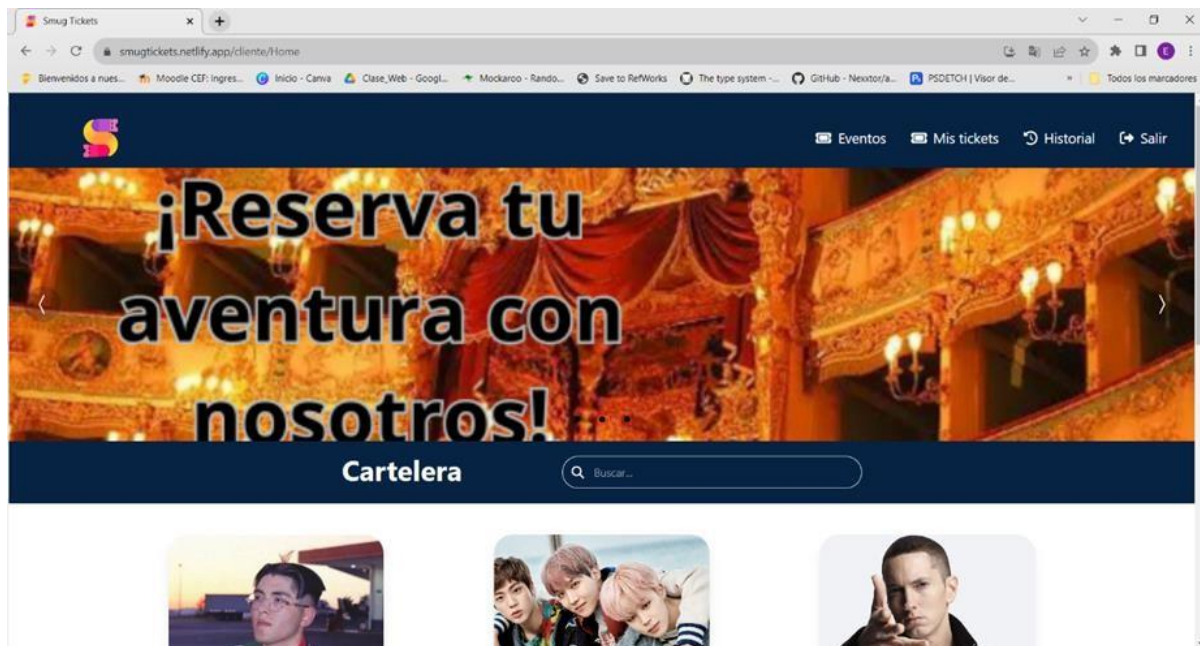 Smug Tickets
smugtickets.netlify.app/cliente/Home
E
Bienvenidos a nues... Moodle CEF: Ingres... Inicio - Canva Clase_Web - Googl... Mockaroo - Rando... Save to RefWorks The type system -... GitHub - Nexxtor/a... PSDETCH | Visor de... » Todos los marcadores
Eventos Mis tickets Historial Salir
¡Reserva tu
aventura con
nosotros!
Cartelera Buscar...